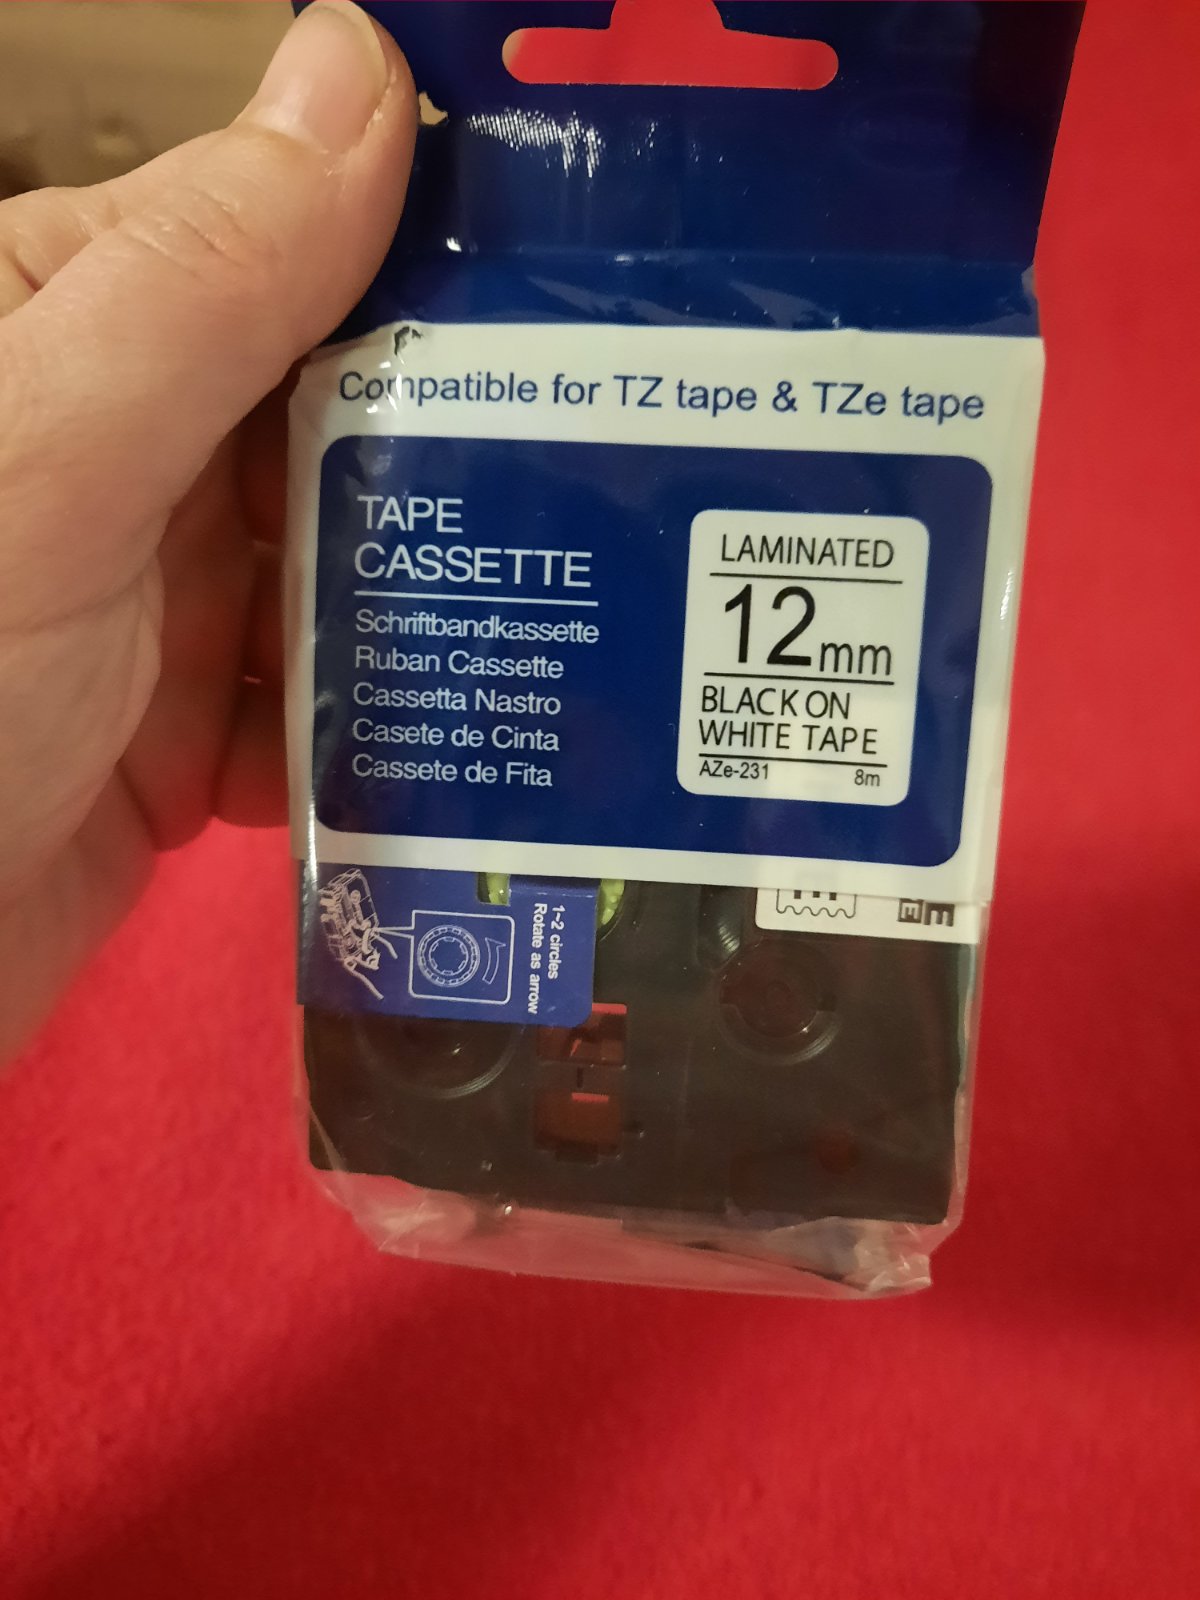 Compatible for TZ tape & TZe tape
TAPE
CASSETTE
Schriftbandkassette
Ruban Cassette
Cassetta Nastro
Casete de Cinta
Cassete de Fita
LAMINATED
12mm
BLACK ON
WHITE TAPE
AZe-231 8m
1~2 circles
Rotate as arrow